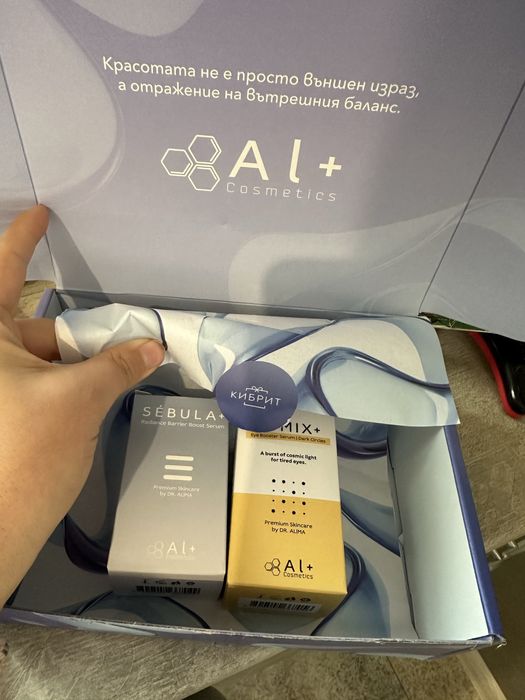 Красотата не е просто външен израз,
а отражение на вътрешния баланс.
Al+
Cosmetics
КИБРИТ
SÉBULA+
Radiance Barrier Boost Serum
Premium Skincare
by DR. ALIMA
Al+
MIX+
Eye Booster Serum | Dark Circles
A burst of cosmic light
for tired eyes.
Premium Skincare
by DR. ALIMA
Al+
Cosmetics